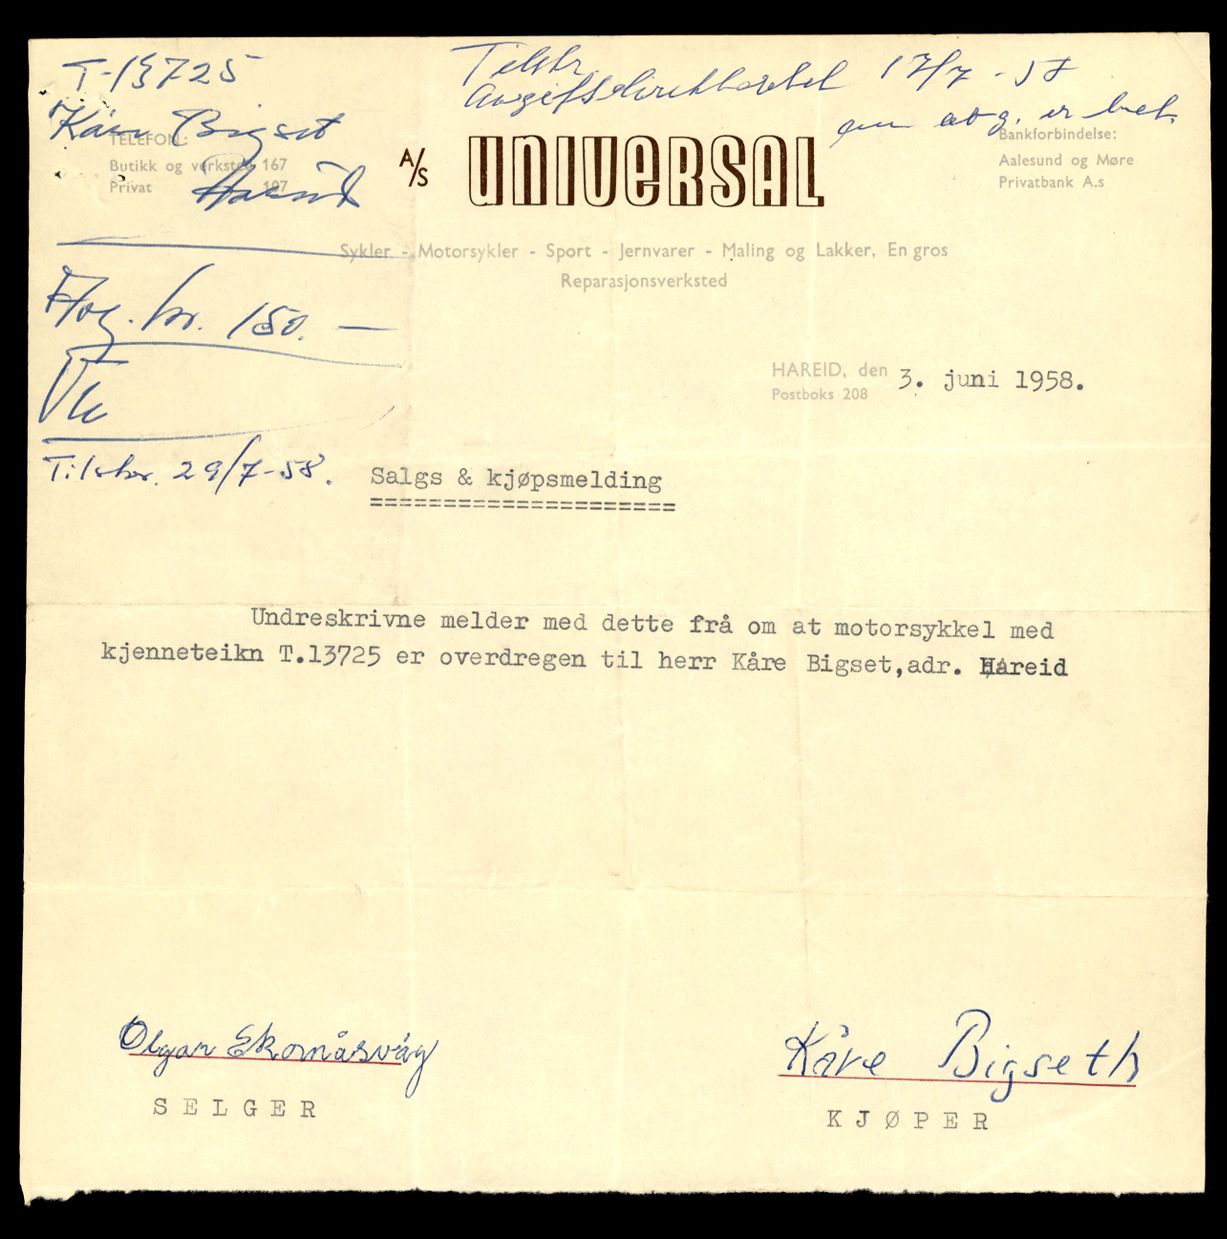 T-13725
Kåre Bigset
Hareid
Avg. kr. 150.—
Tilskr. 29/7-58.
Tilskr.
Avgiftsdirektoratet 17/7-58
om avg. er bet.
TELEFON:
Butikk og verksted 167
Privat 197
A/S UNIVERSAL
Bankforbindelse:
Aalesund og Møre
Privatbank A.s
Sykler - Motorsykler - Sport - Jernvarer - Maling og Lakker, En gros
Reparasjonsverksted
HAREID, den 3. juni 1958.
Postboks 208
Salgs & kjøpsmelding
=====================
Undreskrivne melder med dette frå om at motorsykkel med
kjenneteikn T.13725 er overdregen til herr Kåre Bigset,adr. Hareid
Olgar Ekornåsvåg
SELGER
Kåre Bigseth
KJØPER